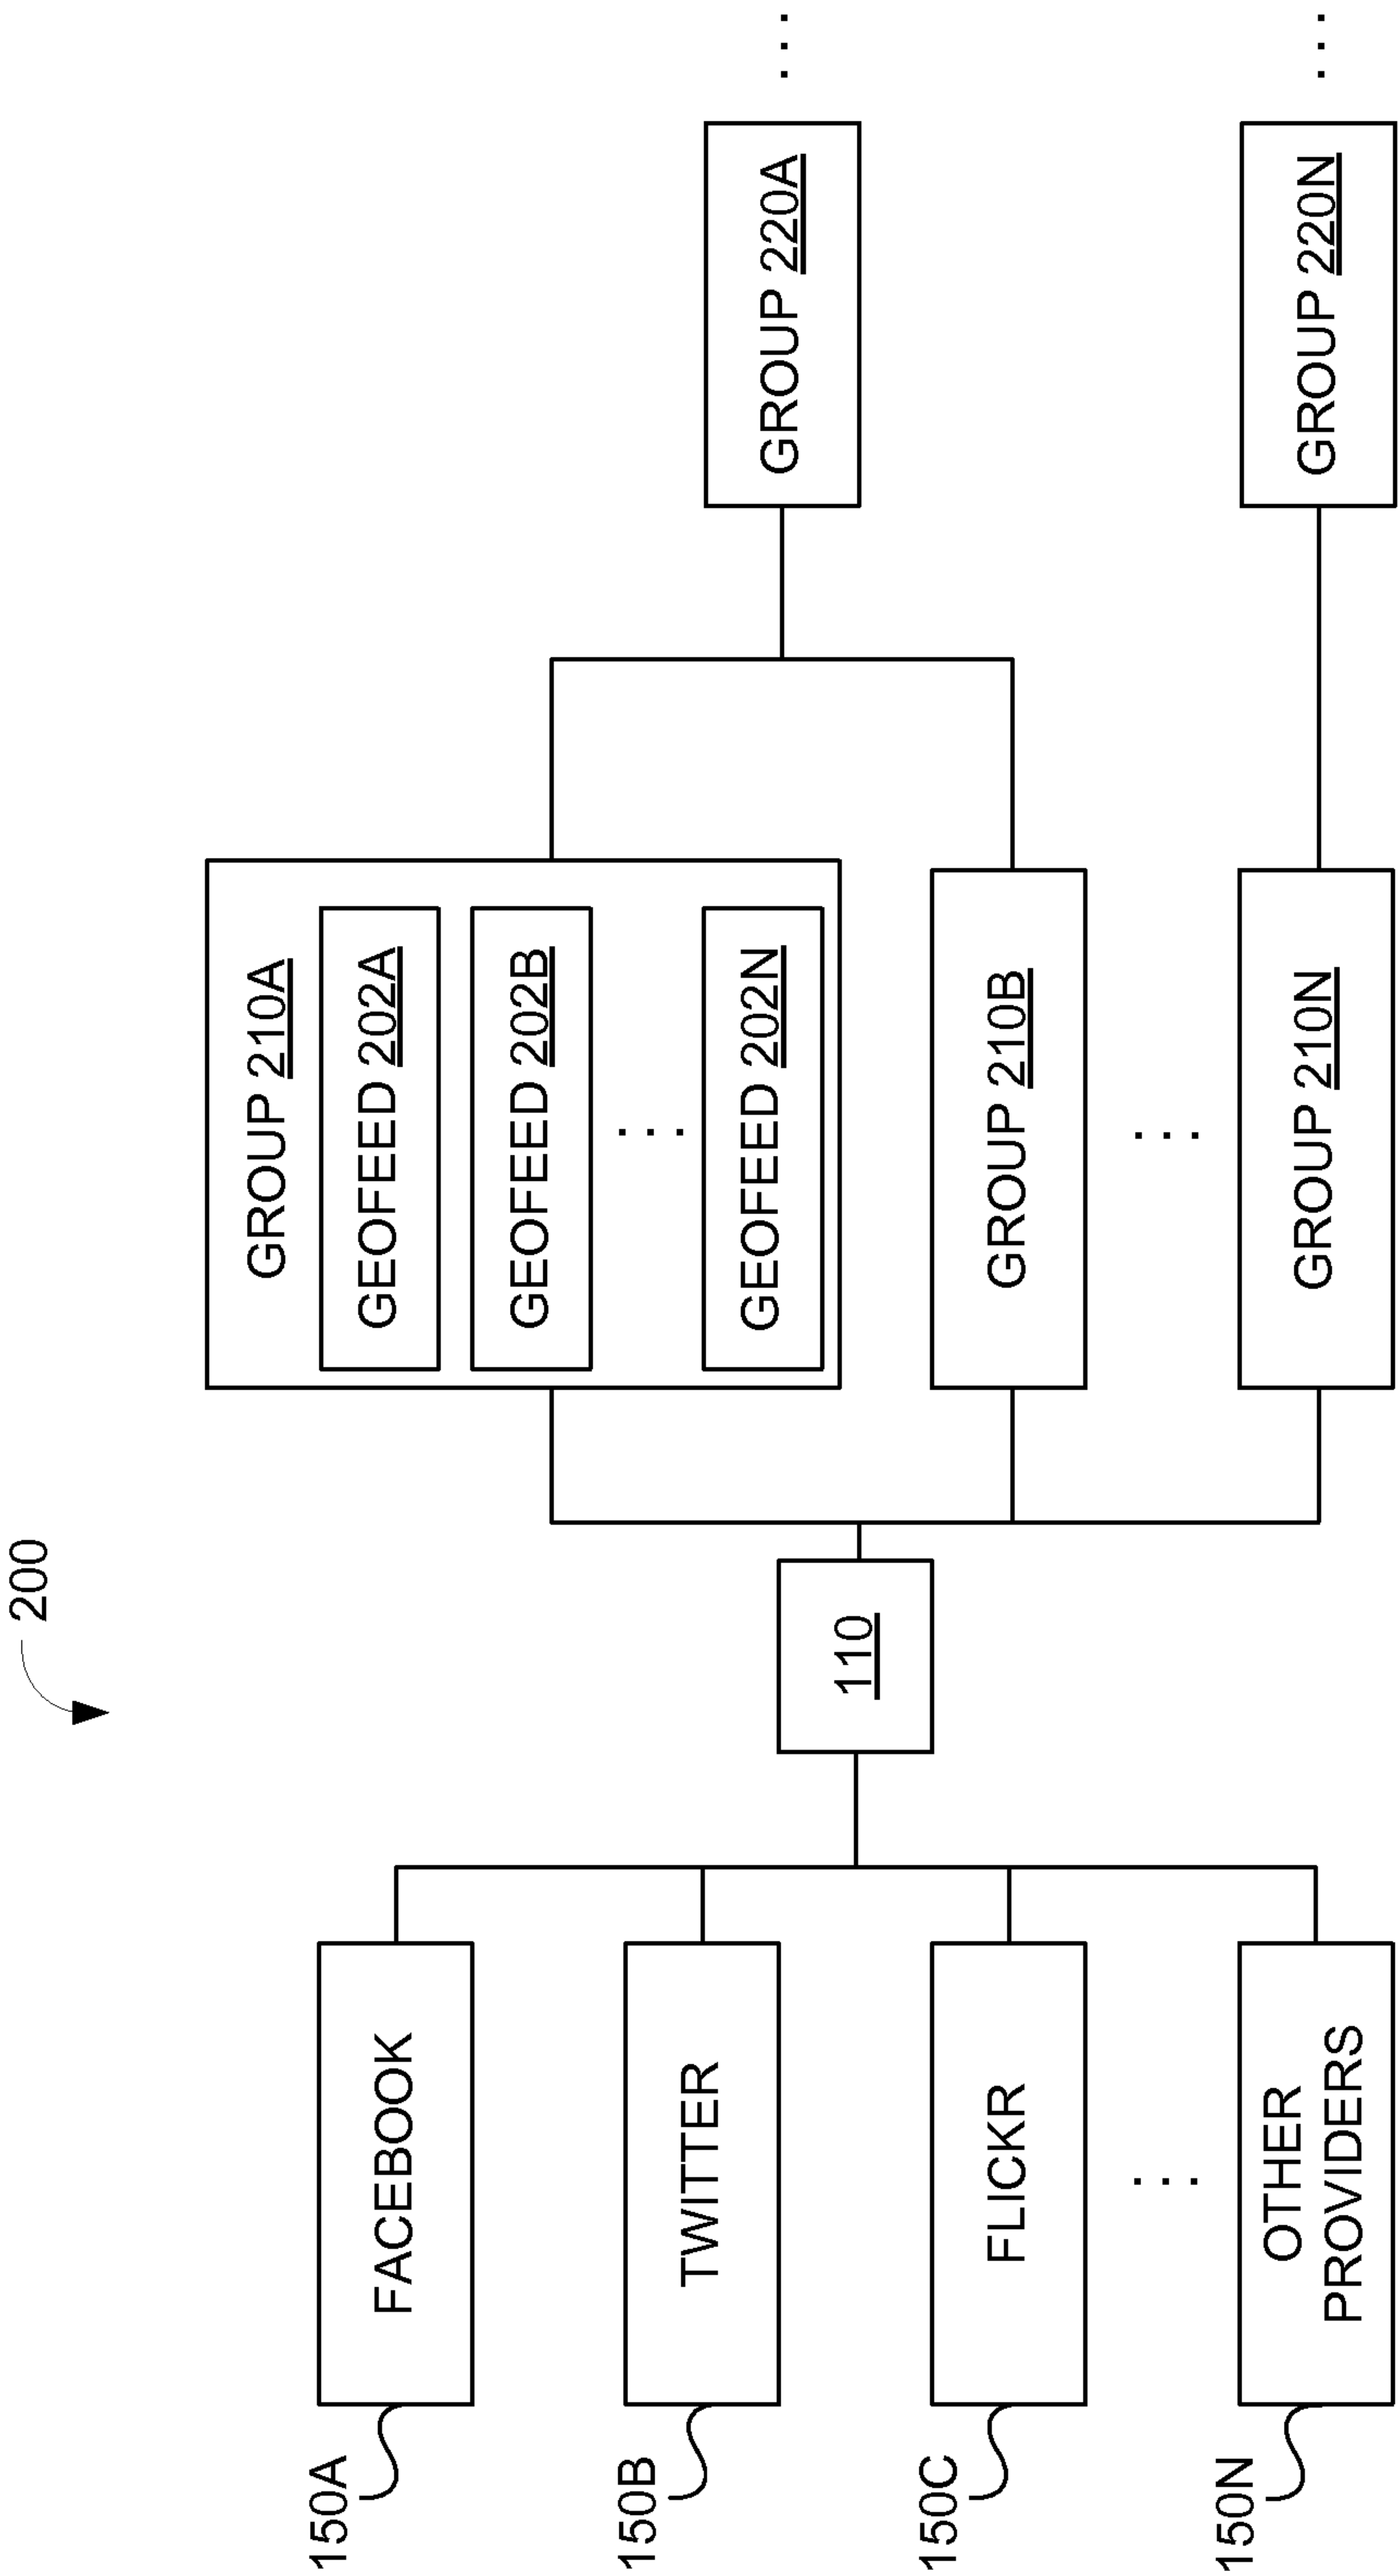 200
150A
FACEBOOK
150B
TWITTER
150C
FLICKR
...
150N
OTHER
PROVIDERS
110
GROUP 210A
GEOFEED 202A
GEOFEED 202B
...
GEOFEED 202N
GROUP 210B
...
GROUP 210N
GROUP 220A
...
GROUP 220N
...